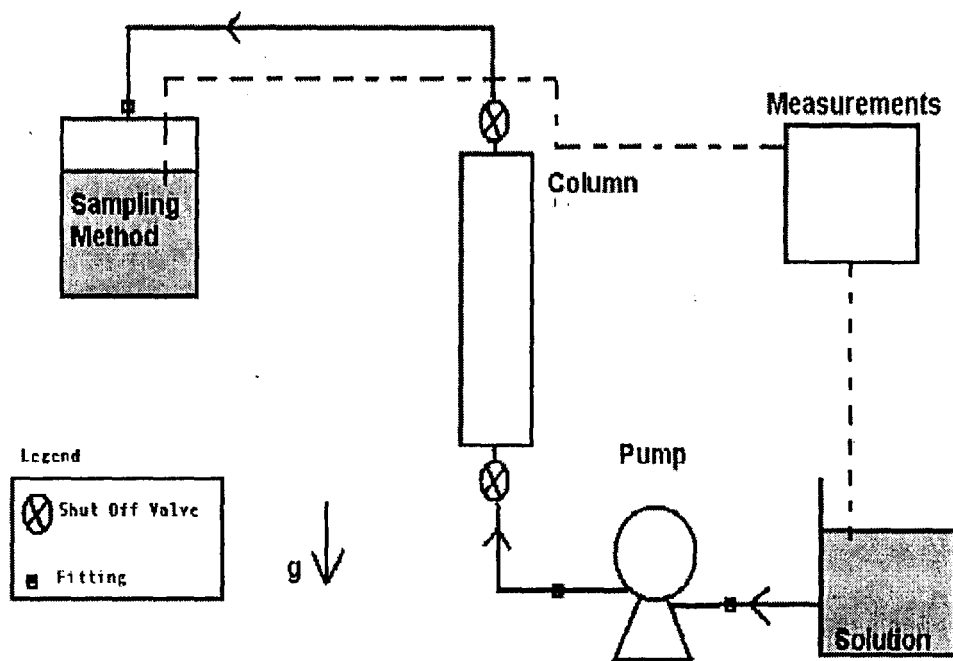 Measurements
Column
Sampling
Method
Pump
Legend
Shut Off Valve
Fitting
g
Solution